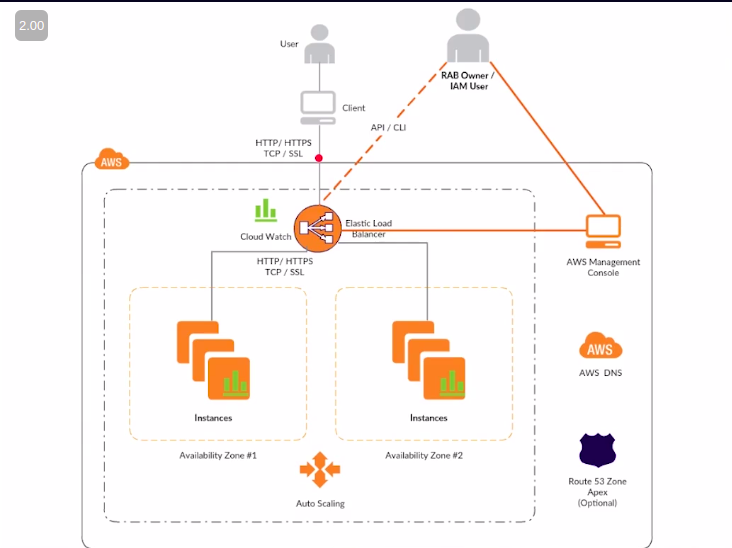 2.00
User
RAB Owner /
IAM User
Client
API / CLI
HTTP/ HTTPS
TCP / SSL
AWS
Cloud Watch
Elastic Load
Balancer
HTTP/ HTTPS
TCP / SSL
AWS Management
Console
AWS
AWS DNS
Instances
Instances
Availability Zone #1
Availability Zone #2
Auto Scaling
Route 53 Zone
Apex
(Optional)